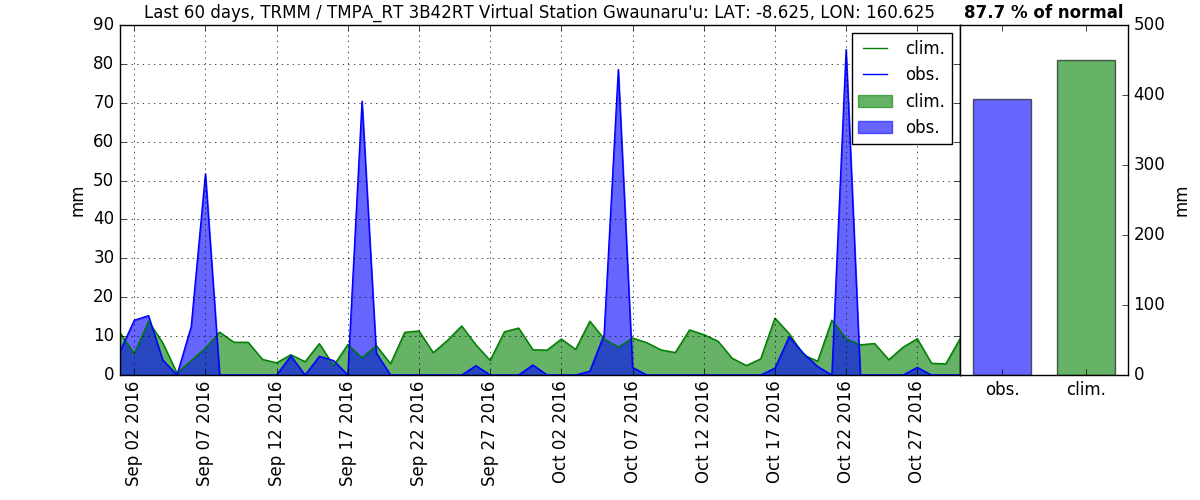 Last 60 days, TRMM / TMPA_RT 3B42RT Virtual Station Gwaunaru'u: LAT: -8.625, LON: 160.625
87.7 % of normal
90
80
70
60
50
40
30
20
10
0
mm
clim.
obs.
clim.
obs.
Sep 02 2016
Sep 07 2016
Sep 12 2016
Sep 17 2016
Sep 22 2016
Sep 27 2016
Oct 02 2016
Oct 07 2016
Oct 12 2016
Oct 17 2016
Oct 22 2016
Oct 27 2016
500
400
300
200
100
0
mm
obs.
clim.